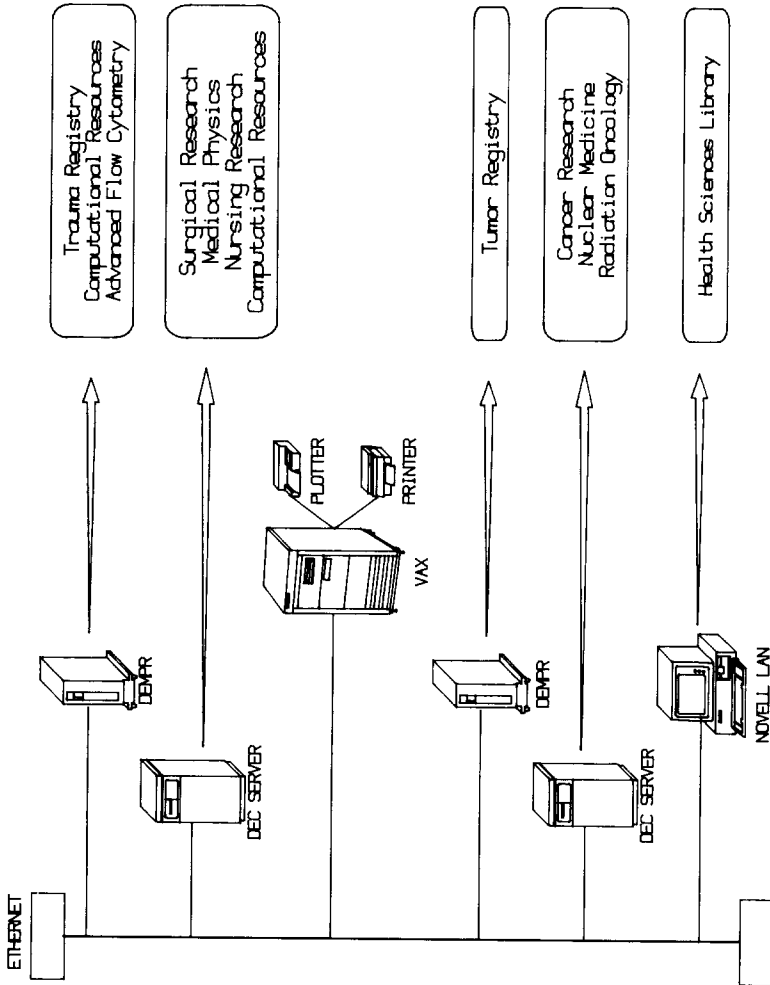 ETHERNET
DEMPR
Trauma Registry
Computational Resources
Advanced Flow Cytometry
DEC SERVER
Surgical Research
Medical Physics
Nursing Research
Computational Resources
VAX
PLOTTER
PRINTER
DEMPR
Tumor Registry
DEC SERVER
Cancer Research
Nuclear Medicine
Radiation Oncology
NOVELL LAN
Health Sciences Library